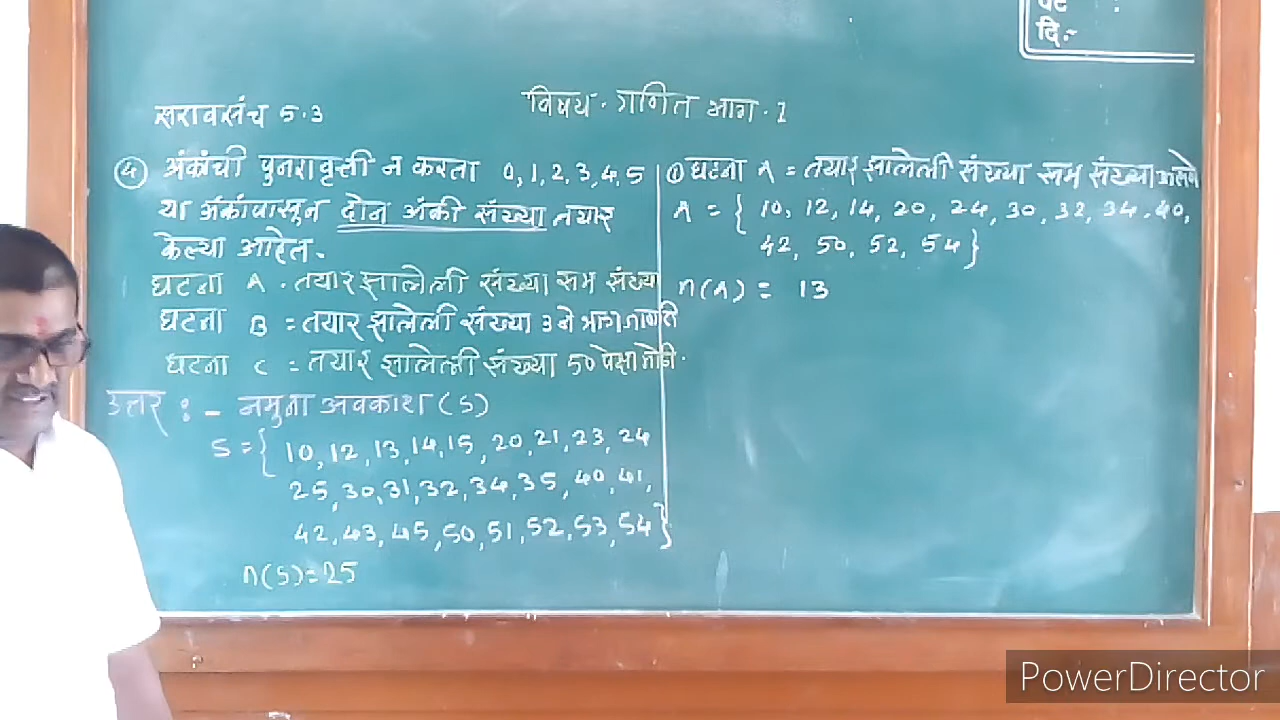 वर्ग :
दि :-
विषय . गणित भाग . 1
सरावसंच 5.3
(4) अंकांची पुनरावृत्ती न करता 0, 1, 2, 3, 4, 5
या अंकांपासून दोन अंकी संख्या तयार
केल्या आहेत.
घटना A . तयार झालेली संख्या सम संख्या
घटना B = तयार झालेली संख्या 3 ने भाग जाणारी
घटना C = तयार झालेली संख्या 50 पेक्षा मोठी.
उत्तर : - नमुना अवकाश (S)
S = { 10, 12, 13, 14, 15, 20, 21, 23, 24
25, 30, 31, 32, 34, 35, 40, 41,
42, 43, 45, 50, 51, 52, 53, 54 }
n(S) = 25
① घटना A = तयार झालेली संख्या सम संख्या असणे
A = { 10, 12, 14, 20, 24, 30, 32, 34, 40,
42, 50, 52, 54 }
n(A) = 13
PowerDirector